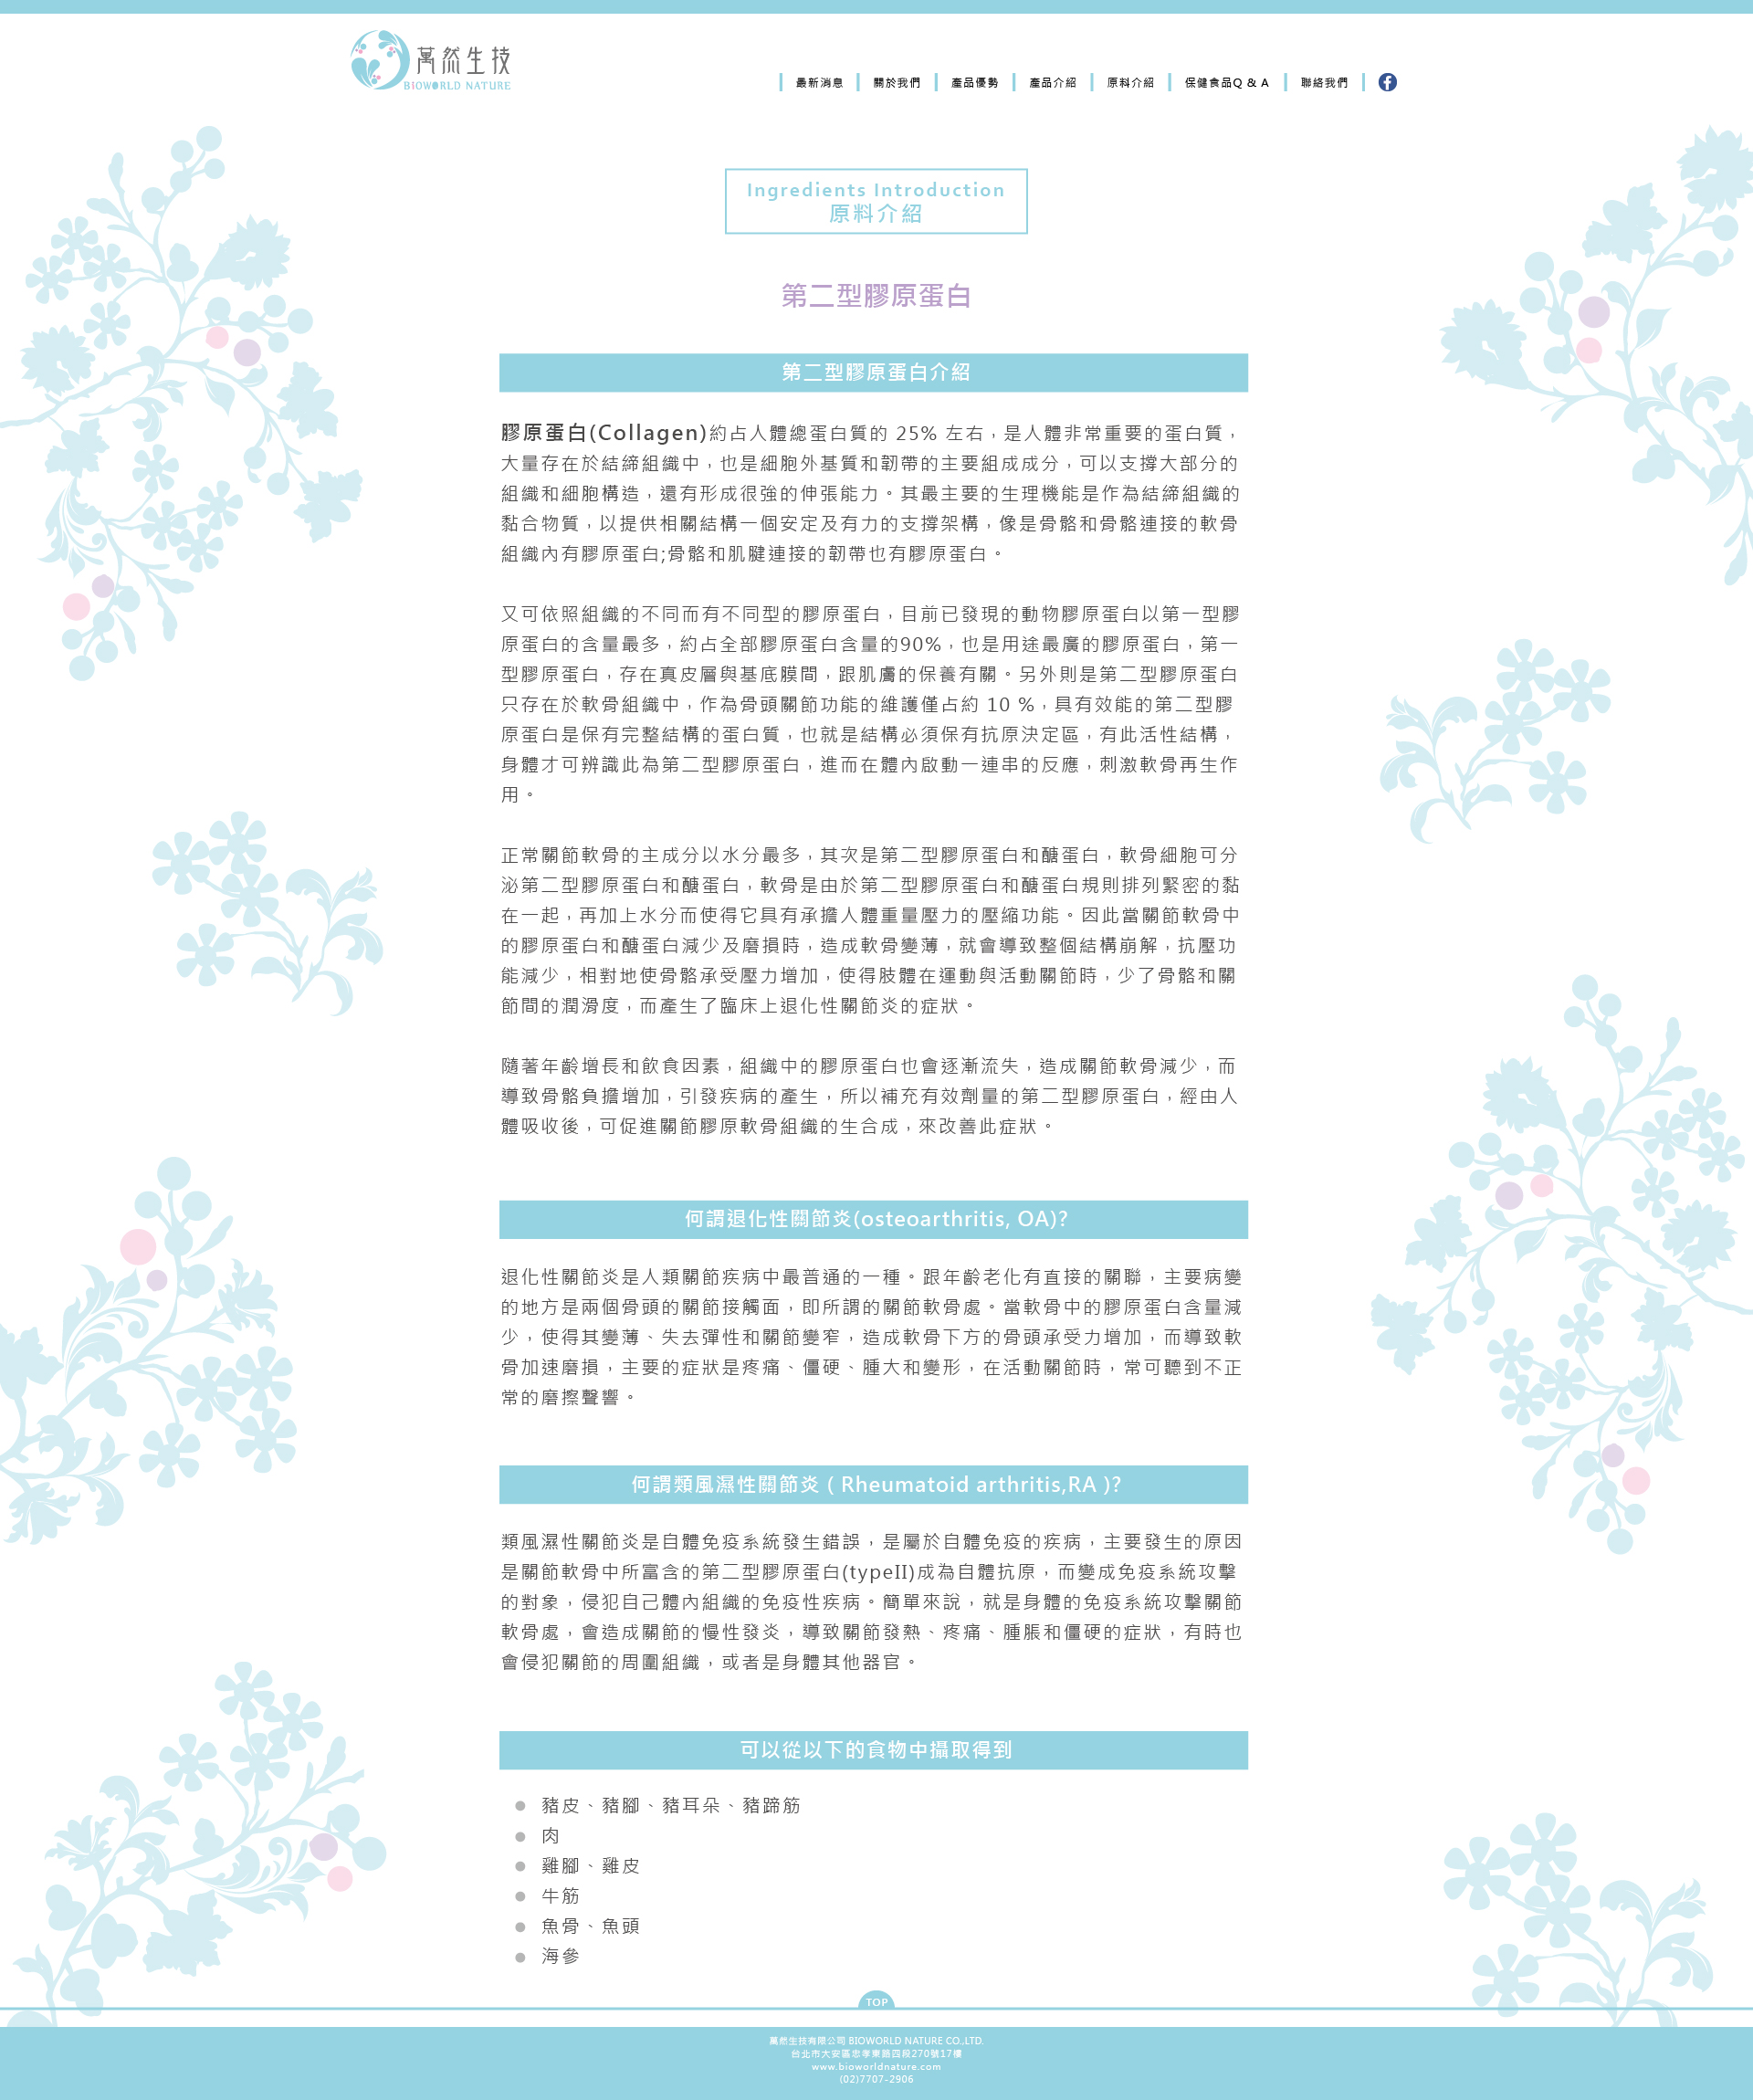 萬然生技
BIOWORLD NATURE
最新消息 關於我們 產品優勢 產品介紹 原料介紹 保健食品Q & A 聯絡我們
Ingredients Introduction
原料介紹
第二型膠原蛋白
第二型膠原蛋白介紹
膠原蛋白(Collagen)約占人體總蛋白質的 25% 左右，是人體非常重要的蛋白質，
大量存在於結締組織中，也是細胞外基質和韌帶的主要組成成分，可以支撐大部分的
組織和細胞構造，還有形成很強的伸張能力。其最主要的生理機能是作為結締組織的
黏合物質，以提供相關結構一個安定及有力的支撐架構，像是骨骼和骨骼連接的軟骨
組織內有膠原蛋白;骨骼和肌腱連接的韌帶也有膠原蛋白。
又可依照組織的不同而有不同型的膠原蛋白，目前已發現的動物膠原蛋白以第一型膠
原蛋白的含量最多，約占全部膠原蛋白含量的90%，也是用途最廣的膠原蛋白，第一
型膠原蛋白，存在真皮層與基底膜間，跟肌膚的保養有關。另外則是第二型膠原蛋白
只存在於軟骨組織中，作為骨頭關節功能的維護僅占約 10 %，具有效能的第二型膠
原蛋白是保有完整結構的蛋白質，也就是結構必須保有抗原決定區，有此活性結構，
身體才可辨識此為第二型膠原蛋白，進而在體內啟動一連串的反應，刺激軟骨再生作
用。
正常關節軟骨的主成分以水分最多，其次是第二型膠原蛋白和醣蛋白，軟骨細胞可分
泌第二型膠原蛋白和醣蛋白，軟骨是由於第二型膠原蛋白和醣蛋白規則排列緊密的黏
在一起，再加上水分而使得它具有承擔人體重量壓力的壓縮功能。因此當關節軟骨中
的膠原蛋白和醣蛋白減少及磨損時，造成軟骨變薄，就會導致整個結構崩解，抗壓功
能減少，相對地使骨骼承受壓力增加，使得肢體在運動與活動關節時，少了骨骼和關
節間的潤滑度，而產生了臨床上退化性關節炎的症狀。
隨著年齡增長和飲食因素，組織中的膠原蛋白也會逐漸流失，造成關節軟骨減少，而
導致骨骼負擔增加，引發疾病的產生，所以補充有效劑量的第二型膠原蛋白，經由人
體吸收後，可促進關節膠原軟骨組織的生合成，來改善此症狀。
何謂退化性關節炎(osteoarthritis, OA)?
退化性關節炎是人類關節疾病中最普通的一種。跟年齡老化有直接的關聯，主要病變
的地方是兩個骨頭的關節接觸面，即所謂的關節軟骨處。當軟骨中的膠原蛋白含量減
少，使得其變薄、失去彈性和關節變窄，造成軟骨下方的骨頭承受力增加，而導致軟
骨加速磨損，主要的症狀是疼痛、僵硬、腫大和變形，在活動關節時，常可聽到不正
常的磨擦聲響。
何謂類風濕性關節炎 ( Rheumatoid arthritis,RA )?
類風濕性關節炎是自體免疫系統發生錯誤，是屬於自體免疫的疾病，主要發生的原因
是關節軟骨中所富含的第二型膠原蛋白(typeII)成為自體抗原，而變成免疫系統攻擊
的對象，侵犯自己體內組織的免疫性疾病。簡單來說，就是身體的免疫系統攻擊關節
軟骨處，會造成關節的慢性發炎，導致關節發熱、疼痛、腫脹和僵硬的症狀，有時也
會侵犯關節的周圍組織，或者是身體其他器官。
可以從以下的食物中攝取得到
豬皮、豬腳、豬耳朵、豬蹄筋
肉
雞腳、雞皮
牛筋
魚骨、魚頭
海參
TOP
萬然生技有限公司 BIOWORLD NATURE CO.,LTD.
台北市大安區忠孝東路四段270號17樓
www.bioworldnature.com
(02)7707-2906